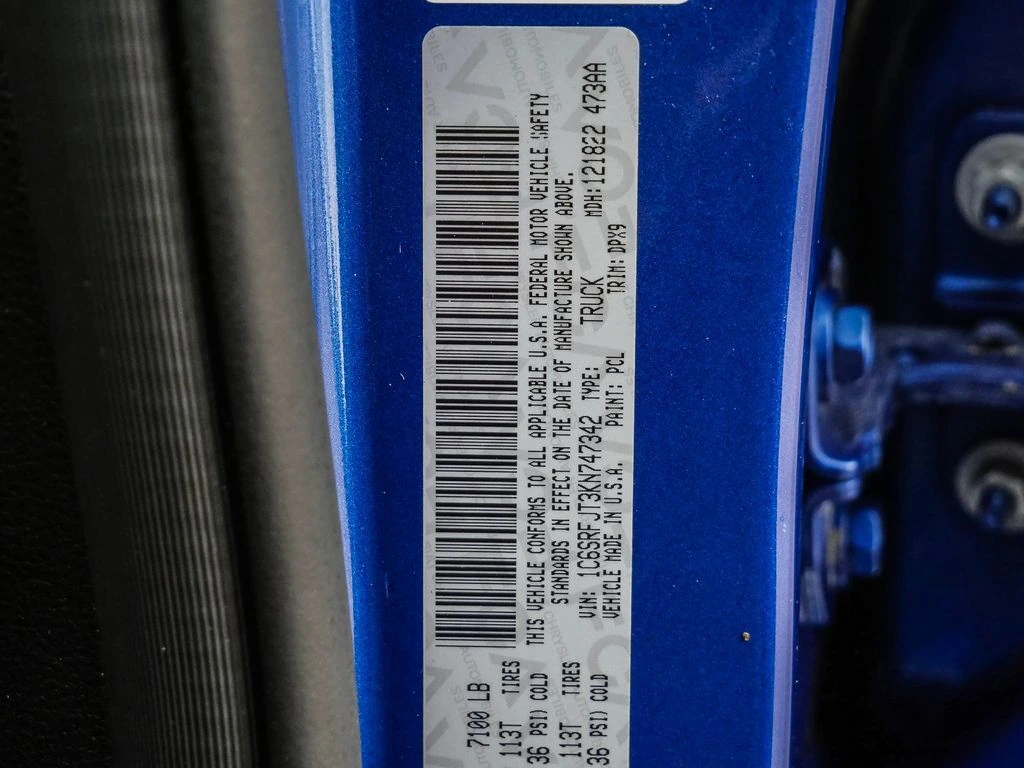 7100 LB
113T TIRES
36 PSI) COLD
113T TIRES
36 PSI) COLD
THIS VEHICLE CONFORMS TO ALL APPLICABLE U.S.A. FEDERAL MOTOR VEHICLE SAFETY
STANDARDS IN EFFECT ON THE DATE OF MANUFACTURE SHOWN ABOVE.
VIN: 1C6SRFJT3KN747342 TYPE: TRUCK MDH: 121822 473AA
VEHICLE MADE IN U.S.A. PAINT: PCL TRIM: DPX9